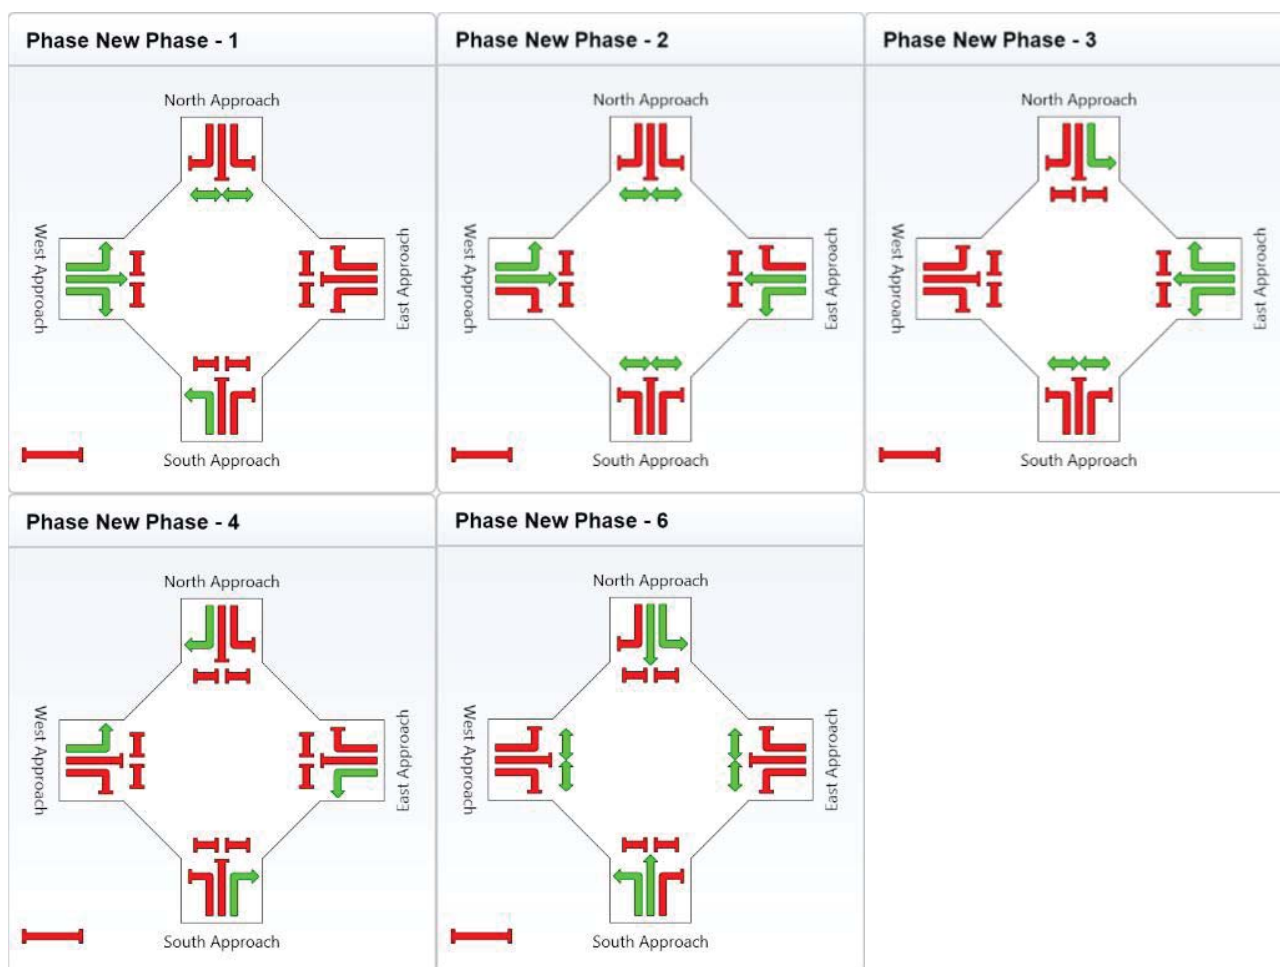 Phase New Phase - 1
North Approach
West Approach
East Approach
South Approach
Phase New Phase - 2
North Approach
West Approach
East Approach
South Approach
Phase New Phase - 3
North Approach
West Approach
East Approach
South Approach
Phase New Phase - 4
North Approach
West Approach
East Approach
South Approach
Phase New Phase - 6
North Approach
West Approach
East Approach
South Approach